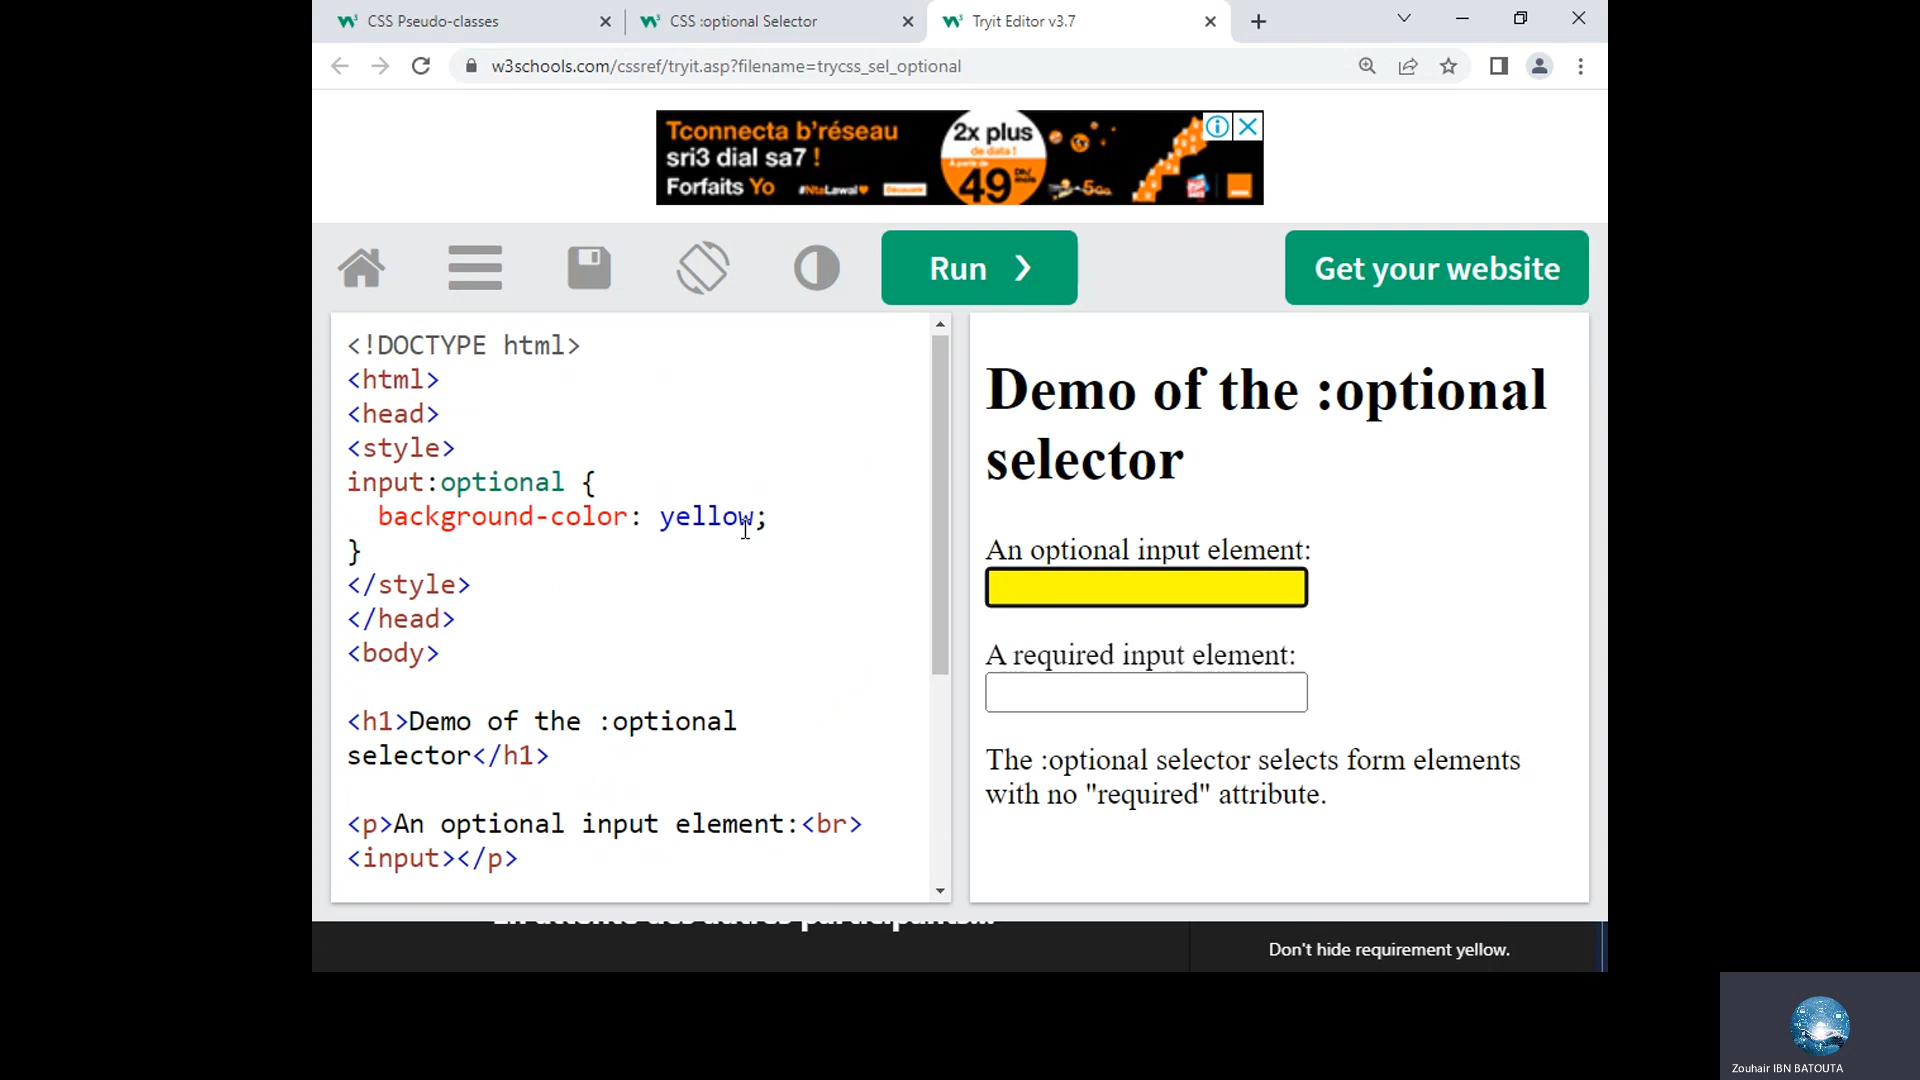 CSS Pseudo-classes
CSS :optional Selector
Tryit Editor v3.7
w3schools.com/cssref/tryit.asp?filename=trycss_sel_optional
Tconnecta b'réseau
sri3 dial sa7 !
Forfaits Yo
2x plus
de data !
49
Run ❯
Get your website
<!DOCTYPE html>
<html>
<head>
<style>
input:optional {
background-color: yellow;
}
</style>
</head>
<body>
<h1>Demo of the :optional
selector</h1>
<p>An optional input element:<br>
<input></p>
Demo of the :optional
selector
An optional input element:
A required input element:
The :optional selector selects form elements
with no "required" attribute.
Don't hide requirement yellow.
Zouhair IBN BATOUTA